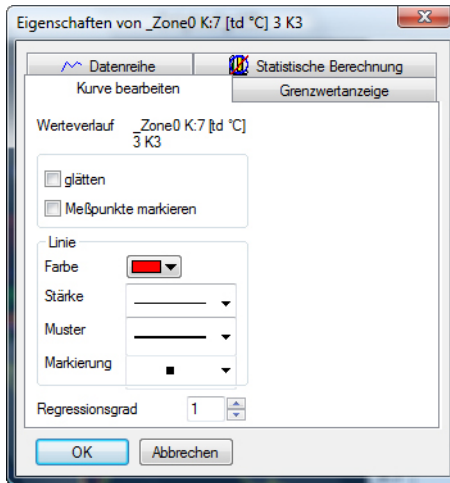 Eigenschaften von _Zone0 K:7 [td °C] 3 K3
Datenreihe
Statistische Berechnung
Kurve bearbeiten
Grenzwertanzeige
Werteverlauf _Zone0 K:7 [td °C]
3 K3
glätten
Meßpunkte markieren
Linie
Farbe
Stärke
Muster
Markierung
Regressionsgrad 1
OK Abbrechen